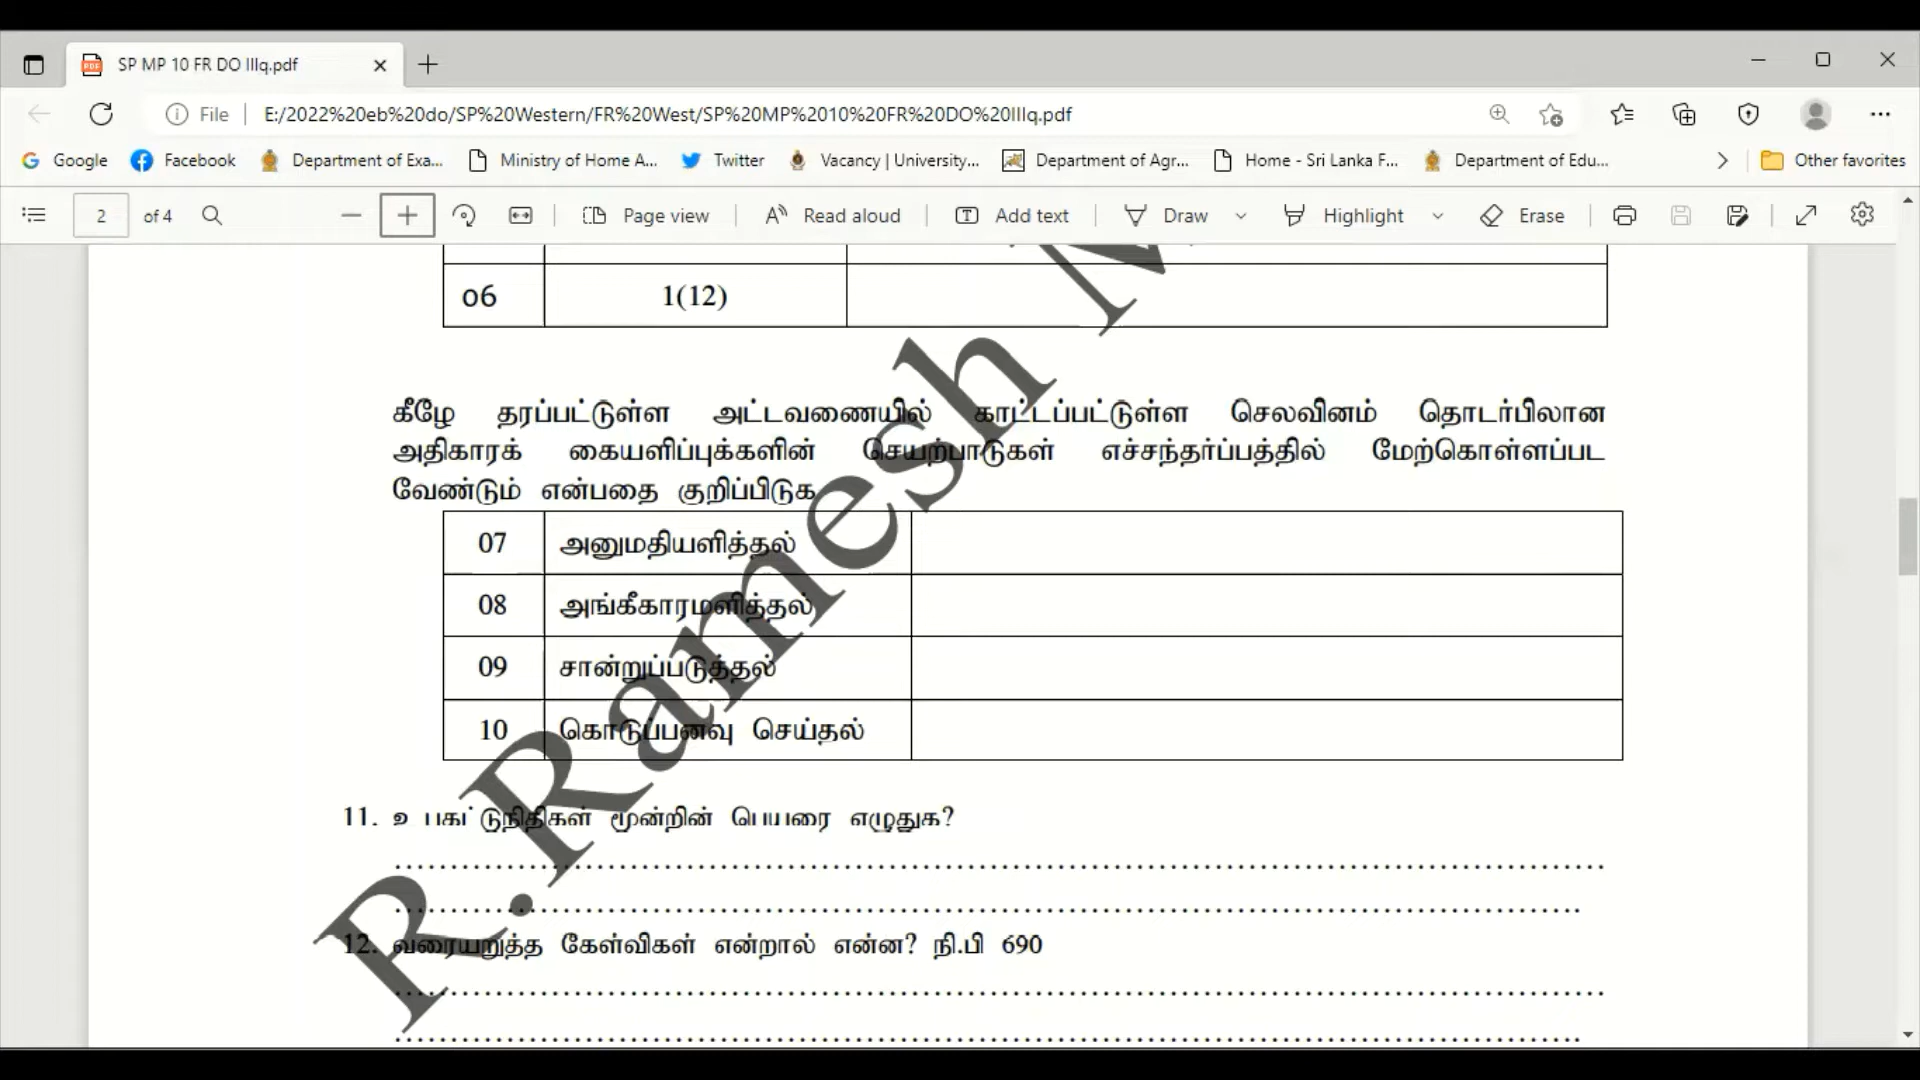 SP MP 10 FR DO IIIq.pdf
File E:/2022%20eb%20do/SP%20Western/FR%20West/SP%20MP%2010%20FR%20DO%20IIIq.pdf
Google Facebook Department of Exa... Ministry of Home A... Twitter Vacancy | University... Department of Agr... Home - Sri Lanka F... Department of Edu... Other favorites
2 of 4 Page view Read aloud Add text Draw Highlight Erase
06 1(12)
கீழே தரப்பட்டுள்ள அட்டவணையில் காட்டப்பட்டுள்ள செலவினம் தொடர்பிலான
அதிகாரக் கையளிப்புக்களின் செயற்பாடுகள் எச்சந்தர்ப்பத்தில் மேற்கொள்ளப்பட
வேண்டும் என்பதை குறிப்பிடுக
07 அனுமதியளித்தல்
08 அங்கீகாரமளித்தல்
09 சான்றுப்படுத்தல்
10 கொடுப்பனவு செய்தல்
11. உபகட்டுநிதிகள் மூன்றின் பெயரை எழுதுக?
12. வரையறுத்த கேள்விகள் என்றால் என்ன? நி.பி 690
R.Ramesh